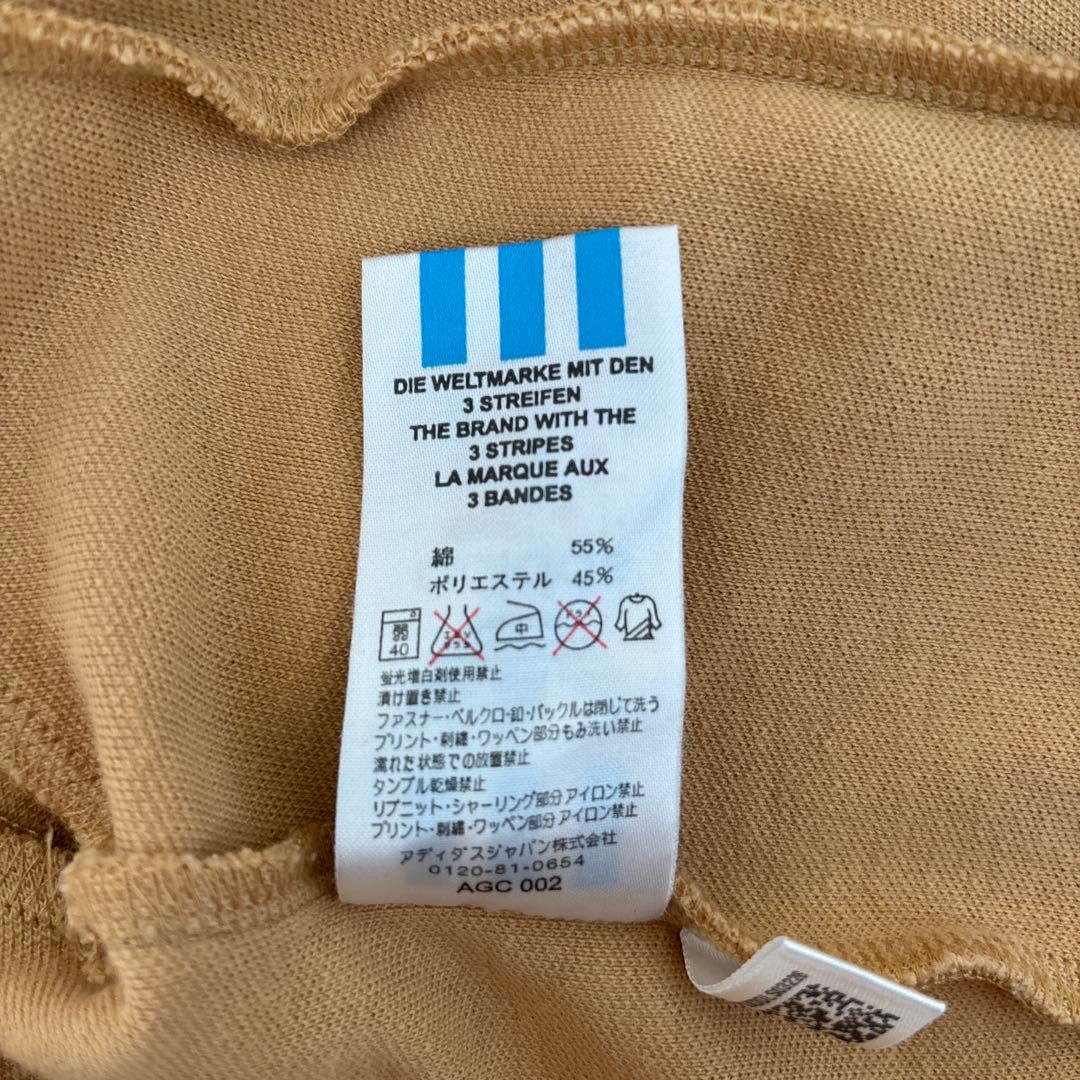 DIE WELTMARKE MIT DEN
3 STREIFEN
THE BRAND WITH THE
3 STRIPES
LA MARQUE AUX
3 BANDES
綿 55%
ポリエステル 45%
弱
40
中
ドライ
蛍光増白剤使用禁止
漬け置き禁止
ファスナー・ベルクロ・釦・バックルは閉じて洗う
プリント・刺繍・ワッペン部分もみ洗い禁止
濡れた状態での放置禁止
タンブル乾燥禁止
リブニット・シャーリング部分アイロン禁止
プリント・刺繍・ワッペン部分アイロン禁止
アディダスジャパン株式会社
0120-81-0654
AGC 002